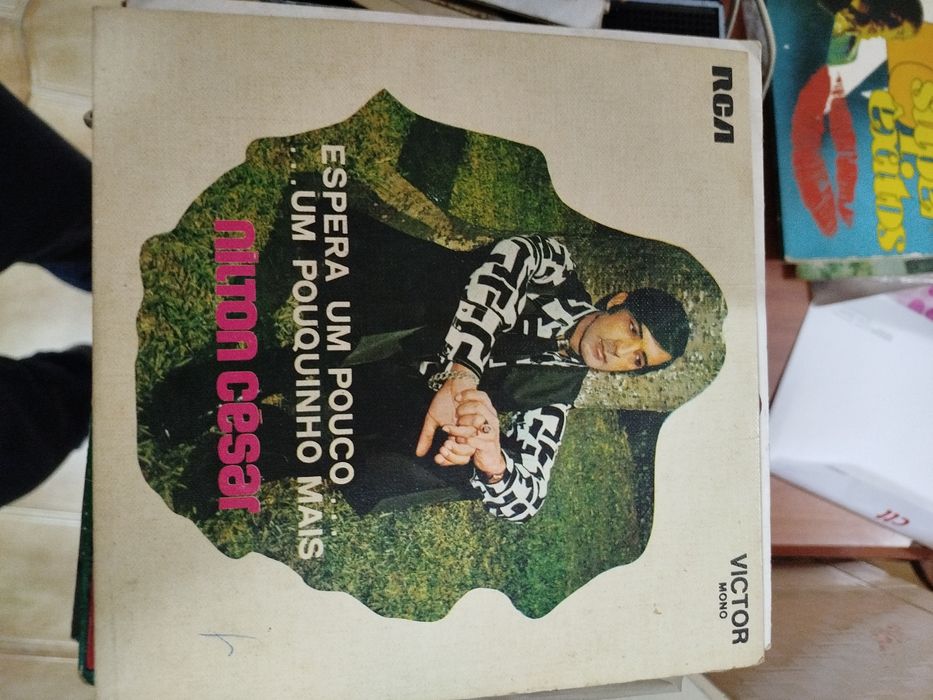 RCA
VICTOR
MONO
ESPERA UM POUCO...
...UM POUQUINHO MAIS
nilton césar